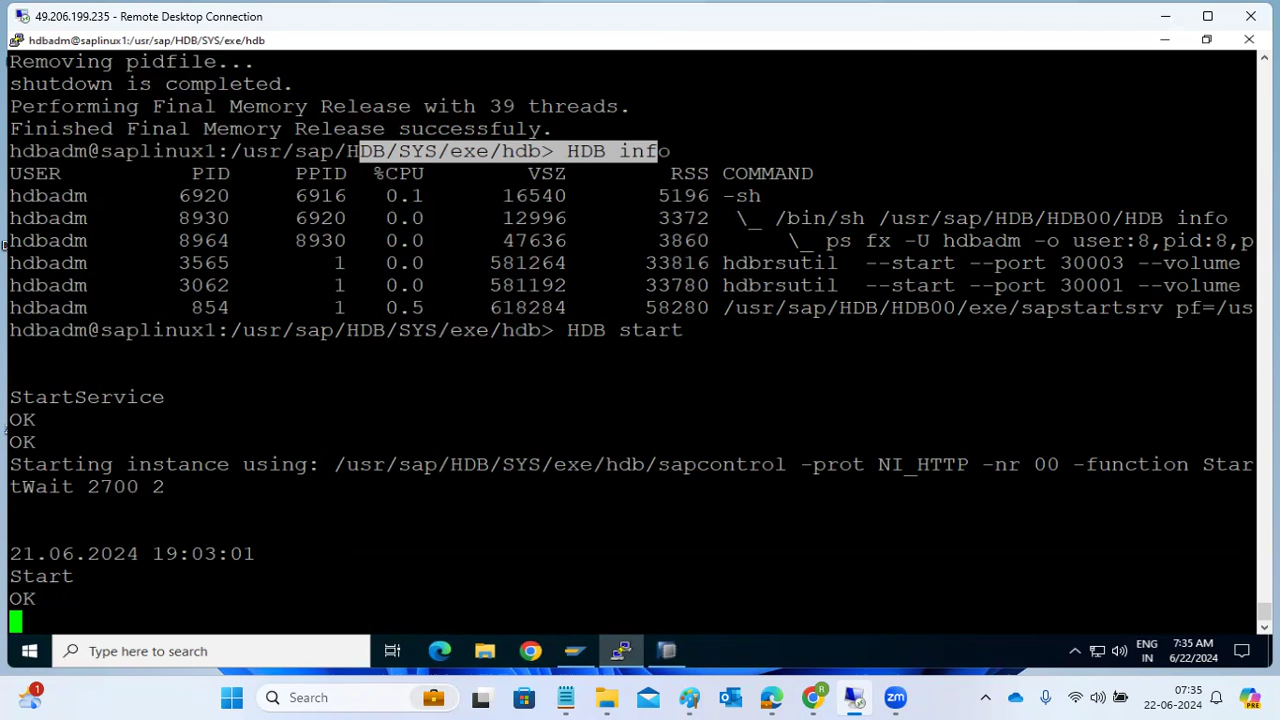 49.206.199.235 - Remote Desktop Connection
hdbadm@saplinux1:/usr/sap/HDB/SYS/exe/hdb
Removing pidfile...
shutdown is completed.
Performing Final Memory Release with 39 threads.
Finished Final Memory Release successfuly.
hdbadm@saplinux1:/usr/sap/HDB/SYS/exe/hdb> HDB info
USER PID PPID %CPU VSZ RSS COMMAND
hdbadm 6920 6916 0.1 16540 5196 -sh
hdbadm 8930 6920 0.0 12996 3372 \_ /bin/sh /usr/sap/HDB/HDB00/HDB info
hdbadm 8964 8930 0.0 47636 3860 \_ ps fx -U hdbadm -o user:8,pid:8,p
hdbadm 3565 1 0.0 581264 33816 hdbrsutil --start --port 30003 --volume
hdbadm 3062 1 0.0 581192 33780 hdbrsutil --start --port 30001 --volume
hdbadm 854 1 0.5 618284 58280 /usr/sap/HDB/HDB00/exe/sapstartsrv pf=/us
hdbadm@saplinux1:/usr/sap/HDB/SYS/exe/hdb> HDB start
StartService
OK
OK
Starting instance using: /usr/sap/HDB/SYS/exe/hdb/sapcontrol -prot NI_HTTP -nr 00 -function Star
tWait 2700 2
21.06.2024 19:03:01
Start
OK
Type here to search
ENG
IN
7:35 AM
6/22/2024
1
Search
R
zm
07:35
22-06-2024
PRE